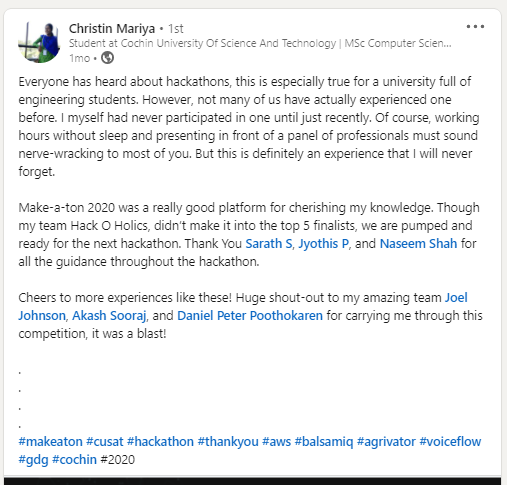 Christin Mariya • 1st
Student at Cochin University Of Science And Technology | MSc Computer Scien...
1mo •
Everyone has heard about hackathons, this is especially true for a university full of
engineering students. However, not many of us have actually experienced one
before. I myself had never participated in one until just recently. Of course, working
hours without sleep and presenting in front of a panel of professionals must sound
nerve-wracking to most of you. But this is definitely an experience that I will never
forget.
Make-a-ton 2020 was a really good platform for cherishing my knowledge. Though
my team Hack O Holics, didn't make it into the top 5 finalists, we are pumped and
ready for the next hackathon. Thank You Sarath S, Jyothis P, and Naseem Shah for
all the guidance throughout the hackathon.
Cheers to more experiences like these! Huge shout-out to my amazing team Joel
Johnson, Akash Sooraj, and Daniel Peter Poothokaren for carrying me through this
competition, it was a blast!
.
.
.
.
#makeaton #cusat #hackathon #thankyou #aws #balsamiq #agrivator #voiceflow
#gdg #cochin #2020